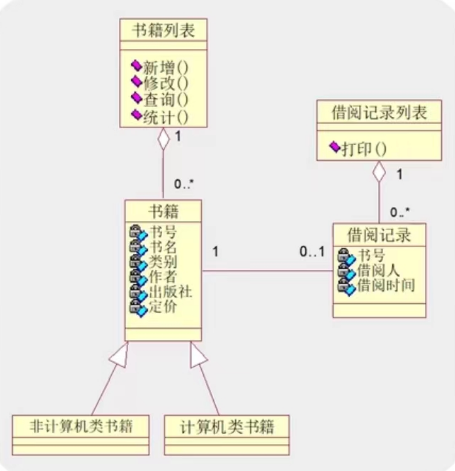 书籍列表
新增()
修改()
查询()
统计()
1
0..*
借阅记录列表
打印()
1
0..*
书籍
书号
书名
类别
作者
出版社
定价
1
0..1
借阅记录
书号
借阅人
借阅时间
非计算机类书籍
计算机类书籍